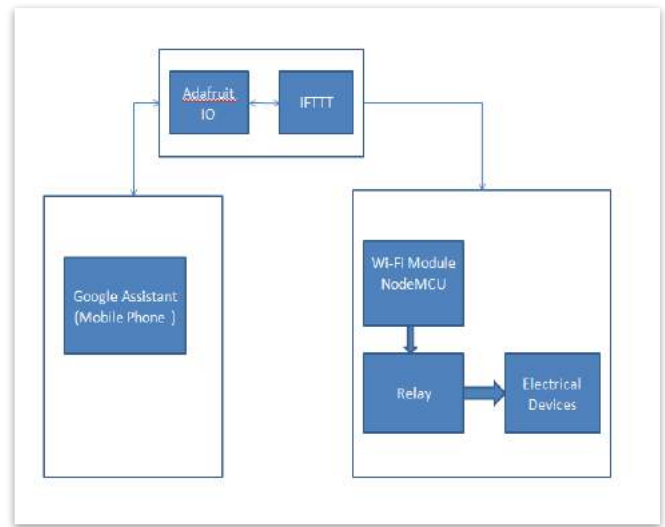 Adafruit
IO
IFTTT
Google Assistant
(Mobile Phone )
Wi-Fi Module
NodeMCU
Relay
Electrical
Devices